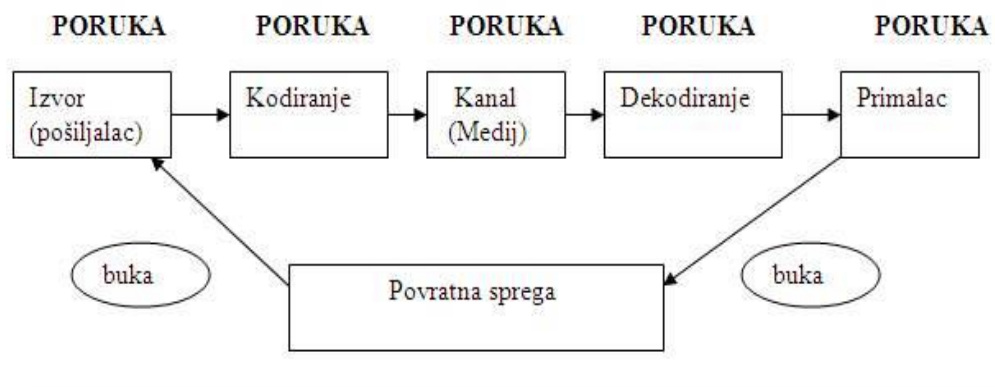 PORUKA PORUKA PORUKA PORUKA PORUKA
Izvor
(pošiljalac)
Kodiranje
Kanal
(Medij)
Dekodiranje
Primalac
buka
Povratna sprega
buka